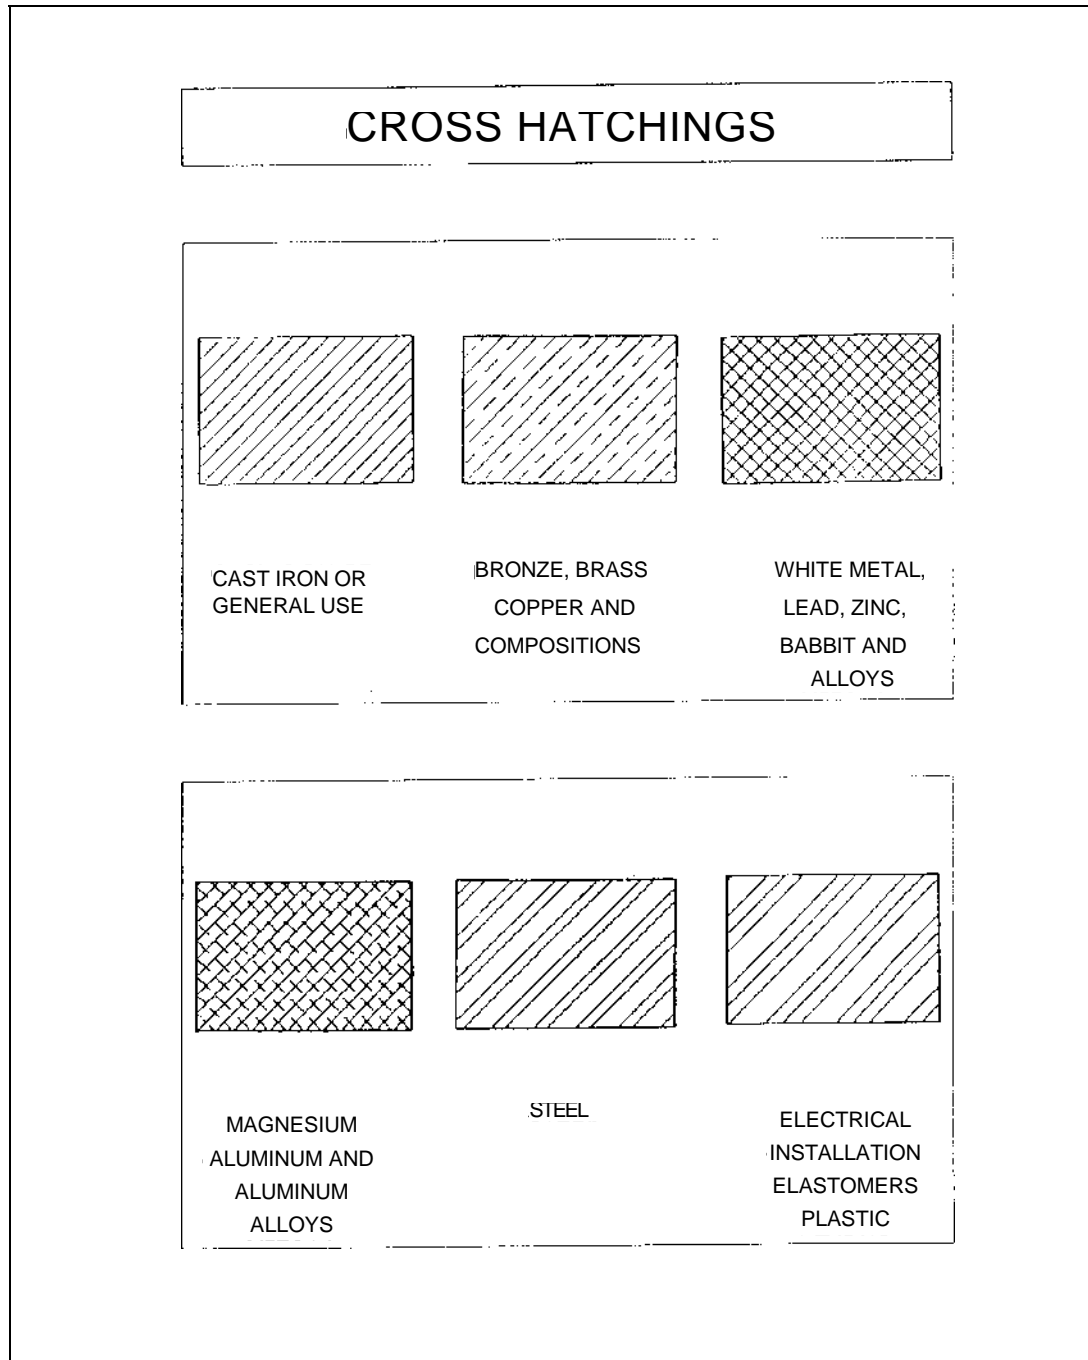 CROSS HATCHINGS
CAST IRON OR
GENERAL USE
BRONZE, BRASS
COPPER AND
COMPOSITIONS
WHITE METAL,
LEAD, ZINC,
BABBIT AND
ALLOYS
MAGNESIUM
ALUMINUM AND
ALUMINUM
ALLOYS
STEEL
ELECTRICAL
INSTALLATION
ELASTOMERS
PLASTIC